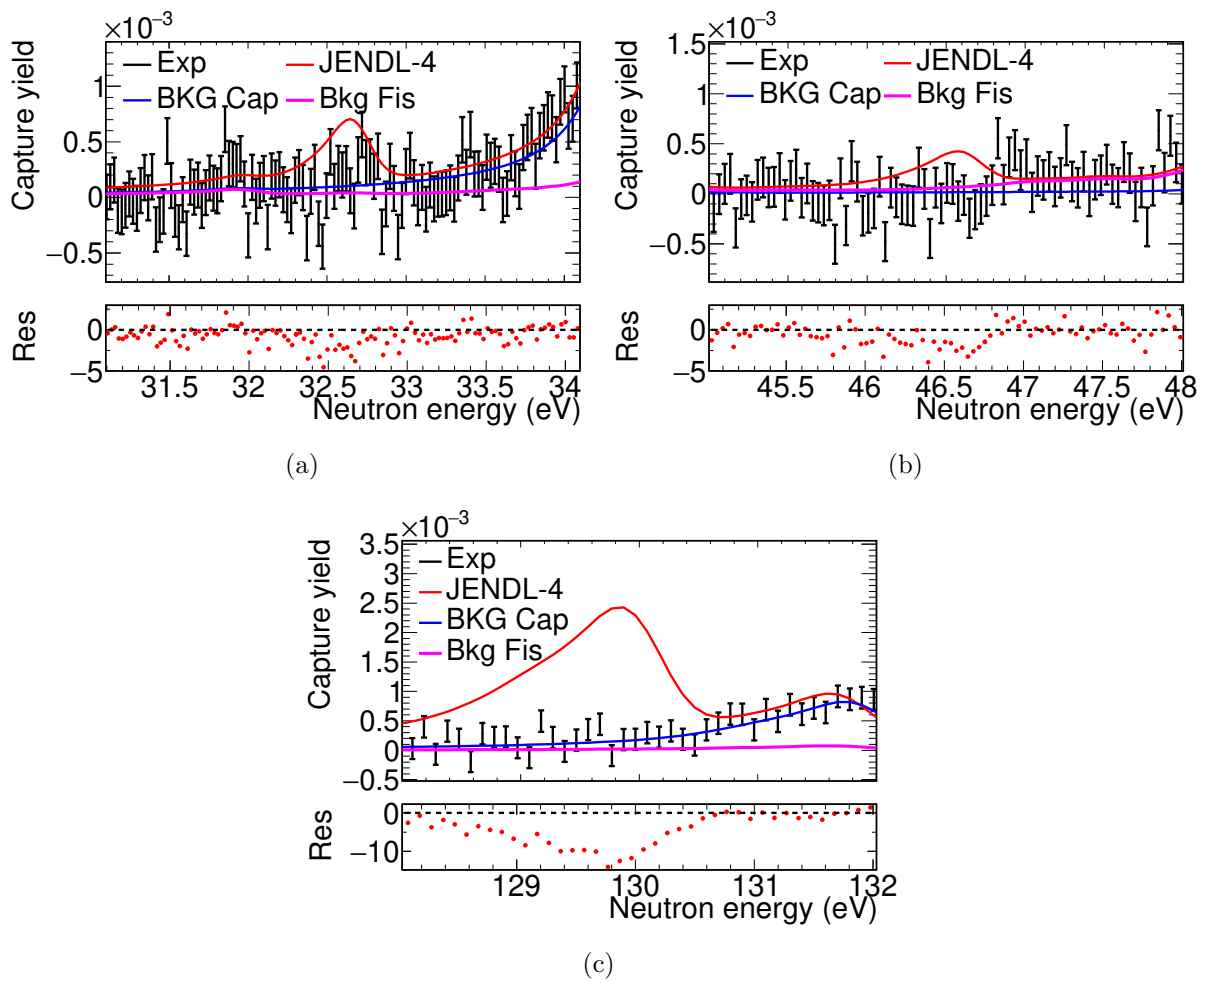 ×10⁻³
Capture yield
Exp
JENDL-4
BKG Cap
Bkg Fis
1
0.5
0
−0.5
Res
0
−5
31.5 32 32.5 33 33.5 34
Neutron energy (eV)
(a)
×10⁻³
Capture yield
Exp
JENDL-4
BKG Cap
Bkg Fis
1.5
1
0.5
0
−0.5
Res
0
−5
45.5 46 46.5 47 47.5 48
Neutron energy (eV)
(b)
×10⁻³
Capture yield
Exp
JENDL-4
BKG Cap
Bkg Fis
3.5
3
2.5
2
1.5
1
0.5
0
−0.5
Res
0
−10
129 130 131 132
Neutron energy (eV)
(c)